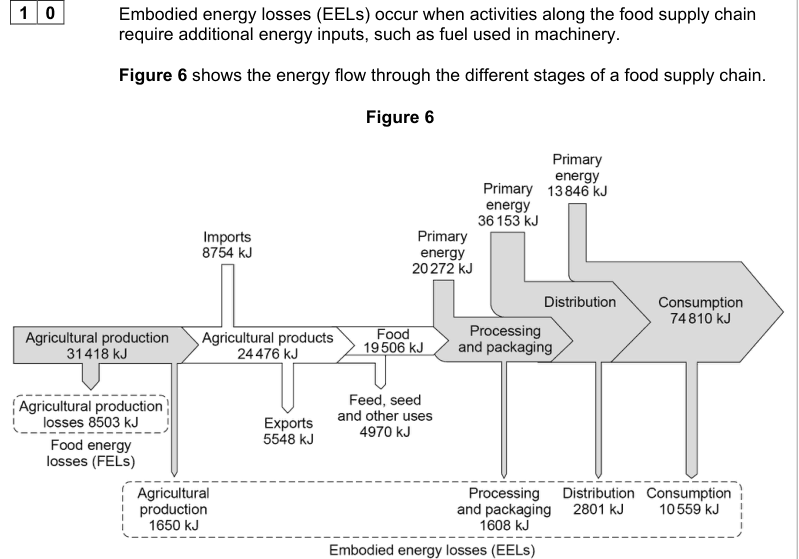 1 0
Embodied energy losses (EELs) occur when activities along the food supply chain
require additional energy inputs, such as fuel used in machinery.
Figure 6 shows the energy flow through the different stages of a food supply chain.
Figure 6
Primary
energy
13 846 kJ
Primary
energy
36 153 kJ
Imports
8754 kJ
Primary
energy
20 272 kJ
Agricultural production
31 418 kJ
Agricultural products
24 476 kJ
Food
19 506 kJ
Processing
and packaging
Distribution
Consumption
74 810 kJ
Agricultural production
losses 8503 kJ
Food energy
losses (FELs)
Exports
5548 kJ
Feed, seed
and other uses
4970 kJ
Agricultural
production
1650 kJ
Processing
and packaging
1608 kJ
Distribution
2801 kJ
Consumption
10 559 kJ
Embodied energy losses (EELs)